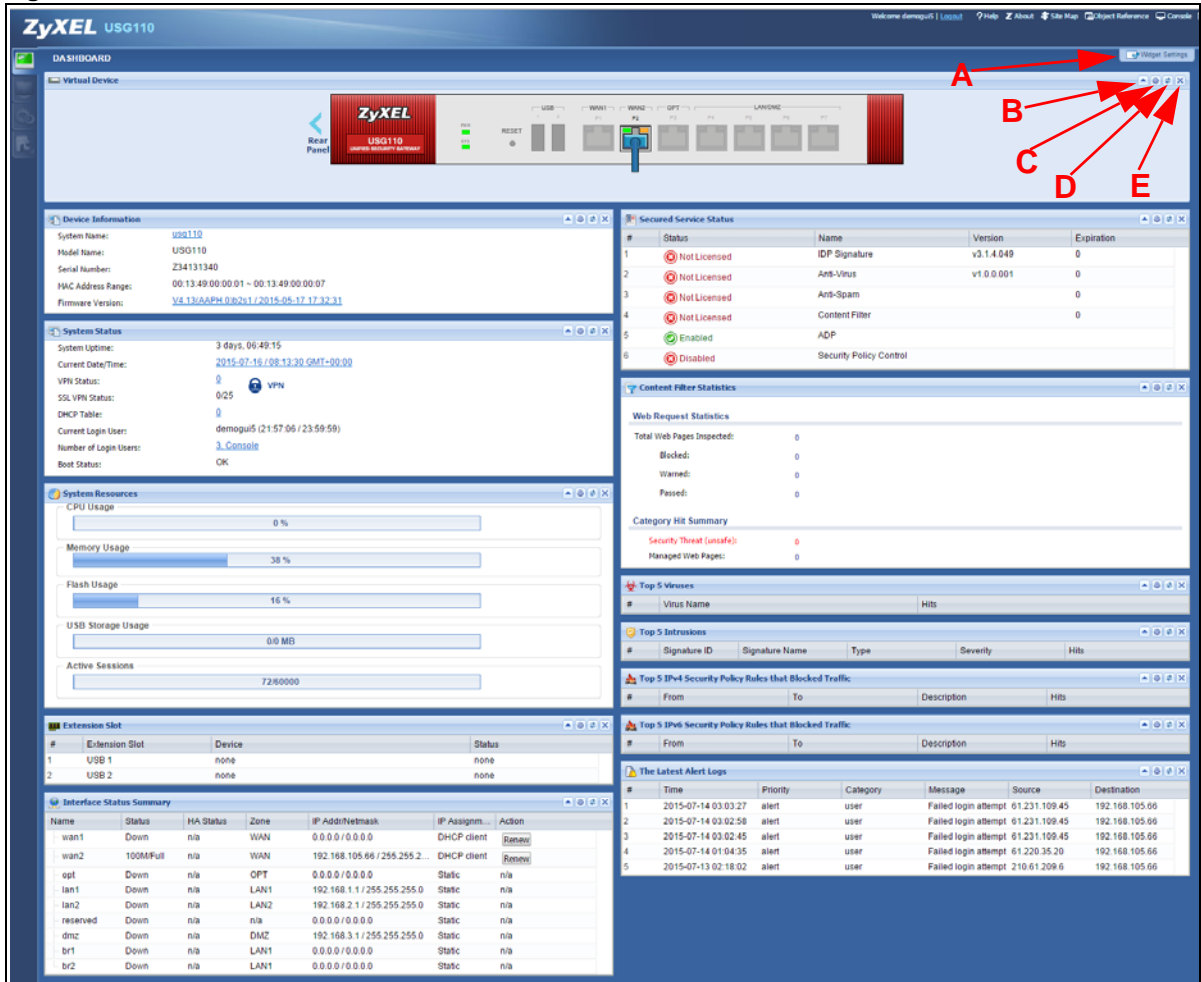 ZyXEL USG110
Welcome demogui5 | Logout ?Help Z About Site Map Object Reference Console
DASHBOARD
Widget Settings
A
Virtual Device
B
C
D
E
Rear Panel
ZyXEL
USG110
UNIFIED SECURITY GATEWAY
PWR
SYS
RESET
USB WAN1 WAN2 OPT LAN/DMZ
1 2 P1 P2 P3 P4 P5 P6 P7
Device Information
System Name: usg110
Model Name: USG110
Serial Number: Z34131340
MAC Address Range: 00:13:49:00:00:01 ~ 00:13:49:00:00:07
Firmware Version: V4.13(AAPH.0)b2s1 / 2015-05-17 17:32:31
System Status
System Uptime: 3 days, 06:49:15
Current Date/Time: 2015-07-16 / 08:13:30 GMT+00:00
VPN Status: 0 VPN
SSL VPN Status: 0/25
DHCP Table: 0
Current Login User: demogui5 (21:57:06 / 23:59:59)
Number of Login Users: 3, Console
Boot Status: OK
System Resources
CPU Usage
0 %
Memory Usage
38 %
Flash Usage
16 %
USB Storage Usage
0/0 MB
Active Sessions
72/60000
Extension Slot
# Extension Slot Device Status
1 USB 1 none none
2 USB 2 none none
Interface Status Summary
Name Status HA Status Zone IP Addr/Netmask IP Assignm... Action
wan1 Down n/a WAN 0.0.0.0 / 0.0.0.0 DHCP client Renew
wan2 100M/Full n/a WAN 192.168.105.66 / 255.255.2... DHCP client Renew
opt Down n/a OPT 0.0.0.0 / 0.0.0.0 Static n/a
lan1 Down n/a LAN1 192.168.1.1 / 255.255.255.0 Static n/a
lan2 Down n/a LAN2 192.168.2.1 / 255.255.255.0 Static n/a
reserved Down n/a n/a 0.0.0.0 / 0.0.0.0 Static n/a
dmz Down n/a DMZ 192.168.3.1 / 255.255.255.0 Static n/a
br1 Down n/a LAN1 0.0.0.0 / 0.0.0.0 Static n/a
br2 Down n/a LAN1 0.0.0.0 / 0.0.0.0 Static n/a
Secured Service Status
# Status Name Version Expiration
1 Not Licensed IDP Signature v3.1.4.049 0
2 Not Licensed Anti-Virus v1.0.0.001 0
3 Not Licensed Anti-Spam 0
4 Not Licensed Content Filter 0
5 Enabled ADP
6 Disabled Security Policy Control
Content Filter Statistics
Web Request Statistics
Total Web Pages Inspected: 0
Blocked: 0
Warned: 0
Passed: 0
Category Hit Summary
Security Threat (unsafe): 0
Managed Web Pages: 0
Top 5 Viruses
# Virus Name Hits
Top 5 Intrusions
# Signature ID Signature Name Type Severity Hits
Top 5 IPv4 Security Policy Rules that Blocked Traffic
# From To Description Hits
Top 5 IPv6 Security Policy Rules that Blocked Traffic
# From To Description Hits
The Latest Alert Logs
# Time Priority Category Message Source Destination
1 2015-07-14 03:03:27 alert user Failed login attempt 61.231.109.45 192.168.105.66
2 2015-07-14 03:02:58 alert user Failed login attempt 61.231.109.45 192.168.105.66
3 2015-07-14 03:02:45 alert user Failed login attempt 61.231.109.45 192.168.105.66
4 2015-07-14 01:04:35 alert user Failed login attempt 61.220.35.20 192.168.105.66
5 2015-07-13 02:18:02 alert user Failed login attempt 210.61.209.6 192.168.105.66